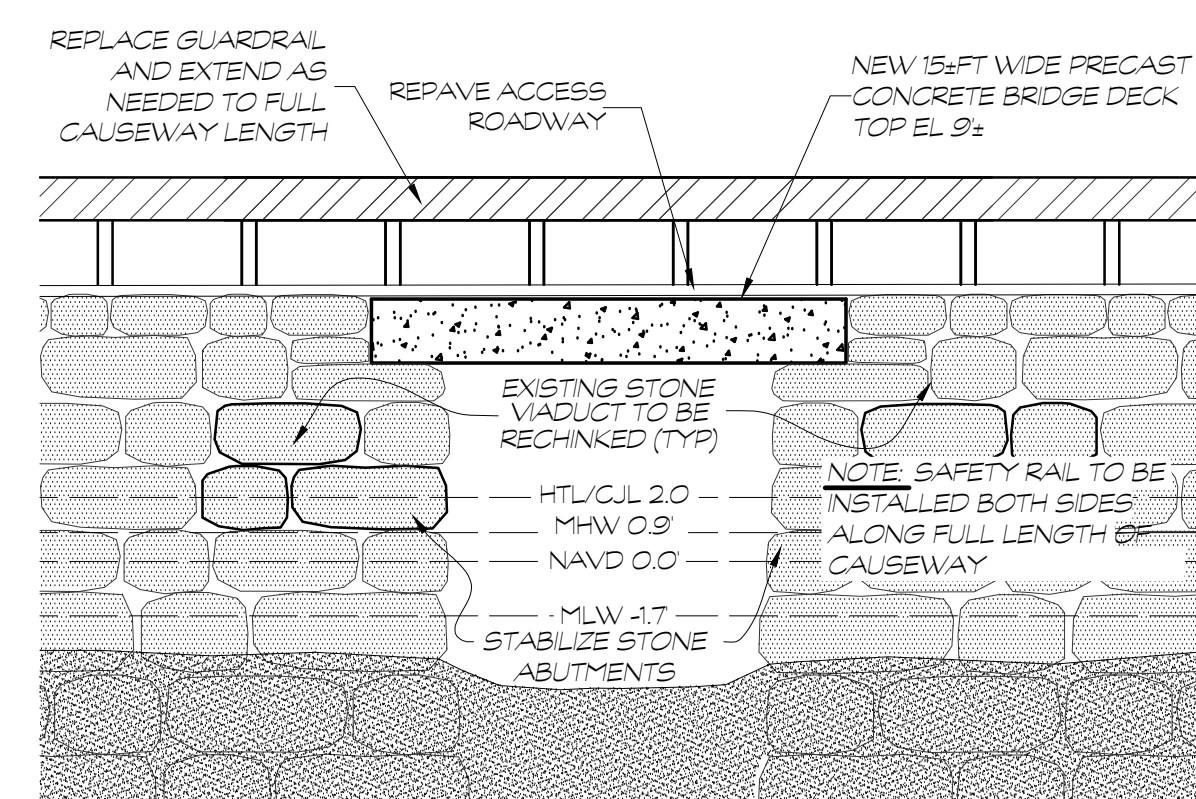 REPLACE GUARDRAIL
AND EXTEND AS
NEEDED TO FULL
CAUSEWAY LENGTH
REPAVE ACCESS
ROADWAY
NEW 15±FT WIDE PRECAST
CONCRETE BRIDGE DECK
TOP EL 9'±
EXISTING STONE
VIADUCT TO BE
RECHINKED (TYP)
NOTE: SAFETY RAIL TO BE
INSTALLED BOTH SIDES
ALONG FULL LENGTH OF
CAUSEWAY
HTL/CJL 2.0
MHW 0.9'
NAVD 0.0'
MLW -1.7'
STABILIZE STONE
ABUTMENTS